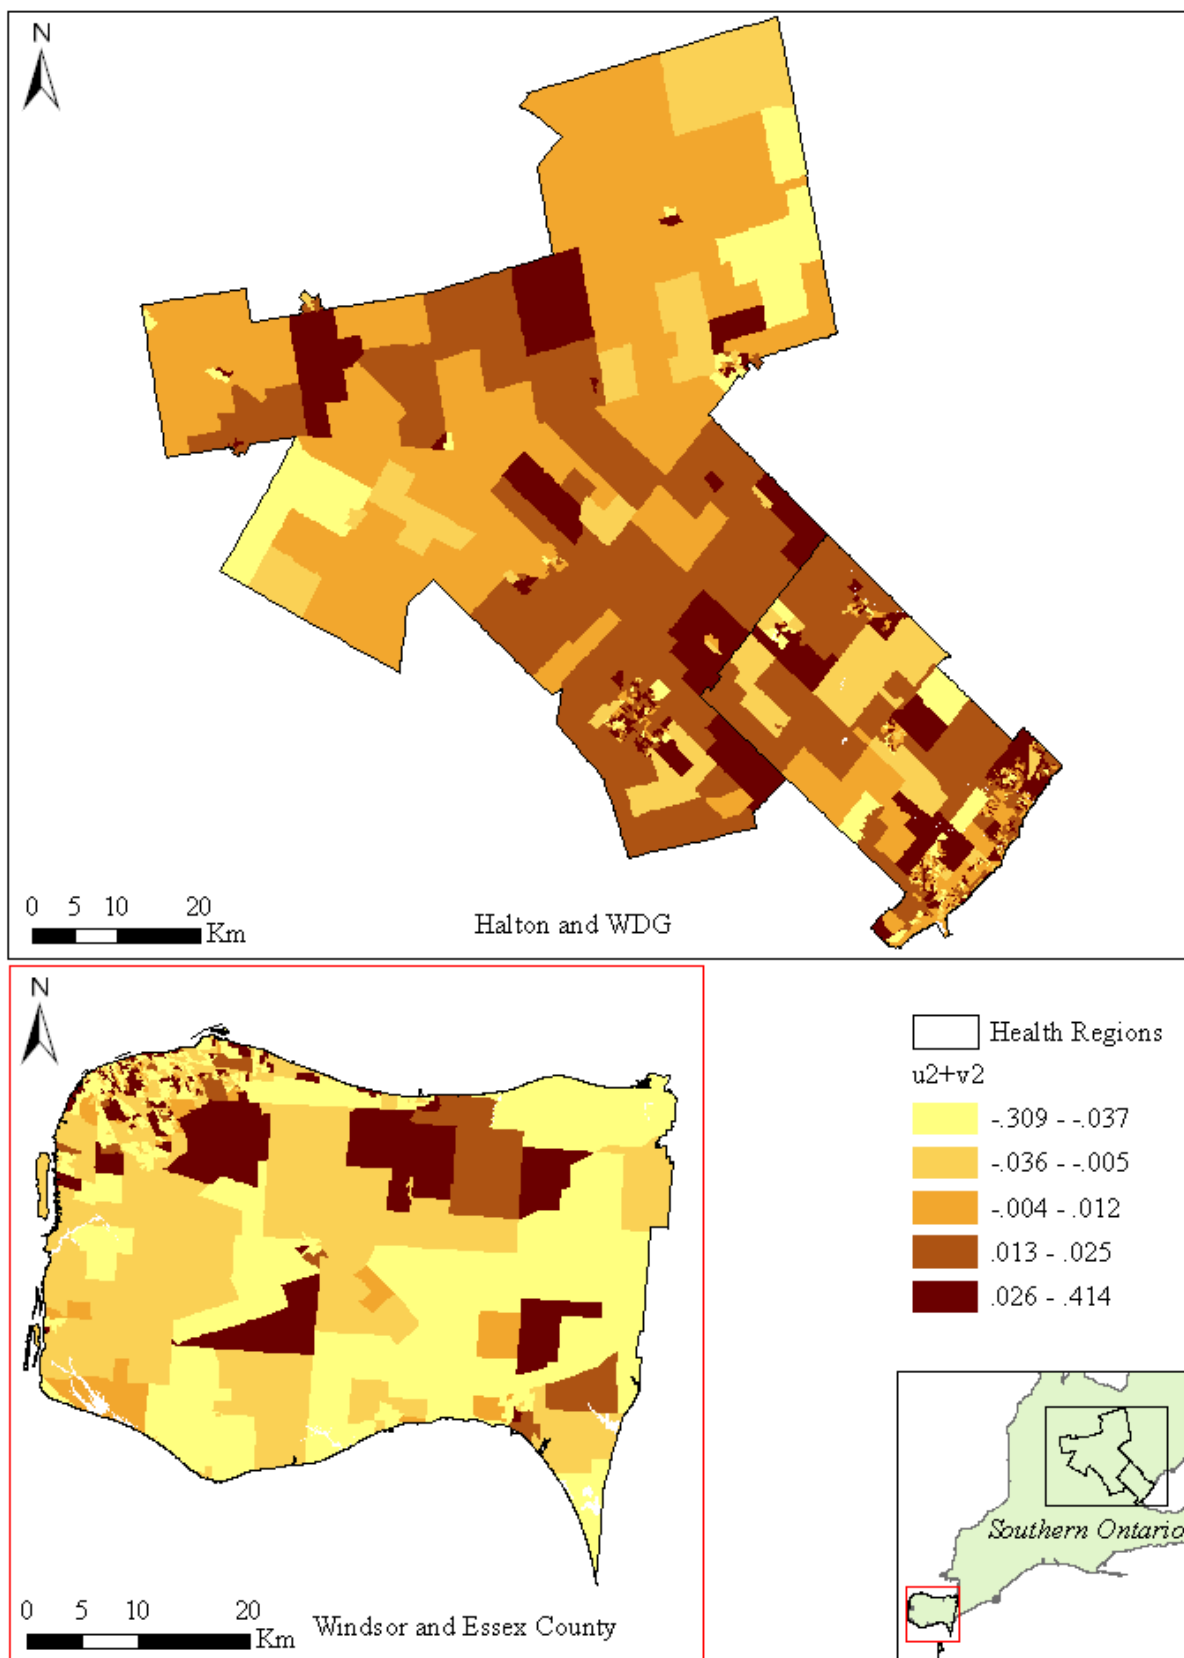 N
0 5 10 20
Km
Halton and WDG
N
0 5 10 20
Km
Windsor and Essex County
Health Regions
u2+v2
-.309 - -.037
-.036 - -.005
-.004 - .012
.013 - .025
.026 - .414
Southern Ontario